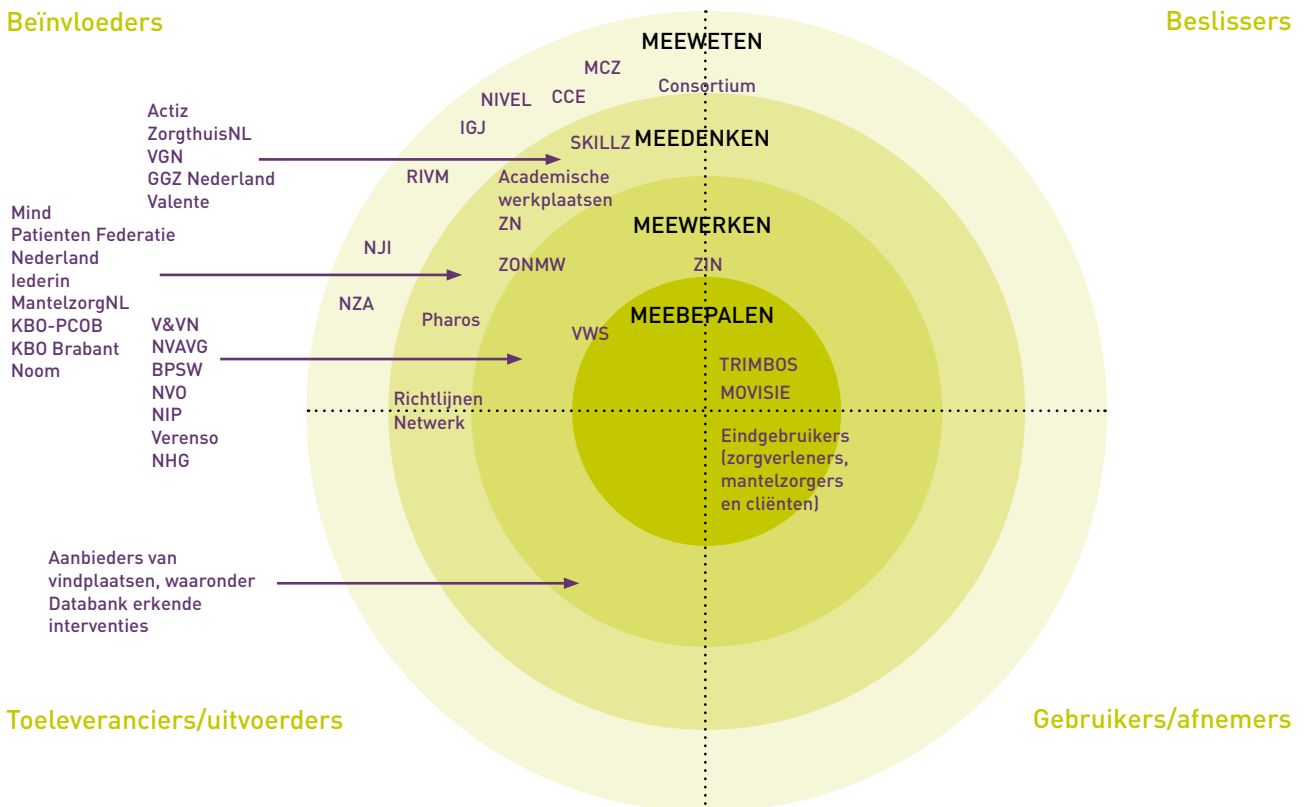 Beïnvloeders
Beslissers
MEEWETEN
MCZ
Consortium
NIVEL
CCE
IGJ
Actiz
ZorgthuisNL
VGN
GGZ Nederland
Valente
SKILLZ
MEEDENKEN
RIVM
Academische
werkplaatsen
ZN
Mind
Patienten Federatie
Nederland
Iederin
MantelzorgNL
KBO-PCOB
KBO Brabant
Noom
MEEWERKEN
NJI
ZONMW
ZIN
NZA
Pharos
MEEBEPALEN
VWS
V&VN
NVAVG
BPSW
NVO
NIP
Verenso
NHG
TRIMBOS
MOVISIE
Richtlijnen
Netwerk
Eindgebruikers
(zorgverleners,
mantelzorgers
en cliënten)
Aanbieders van
vindplaatsen, waaronder
Databank erkende
interventies
Toeleveranciers/uitvoerders
Gebruikers/afnemers